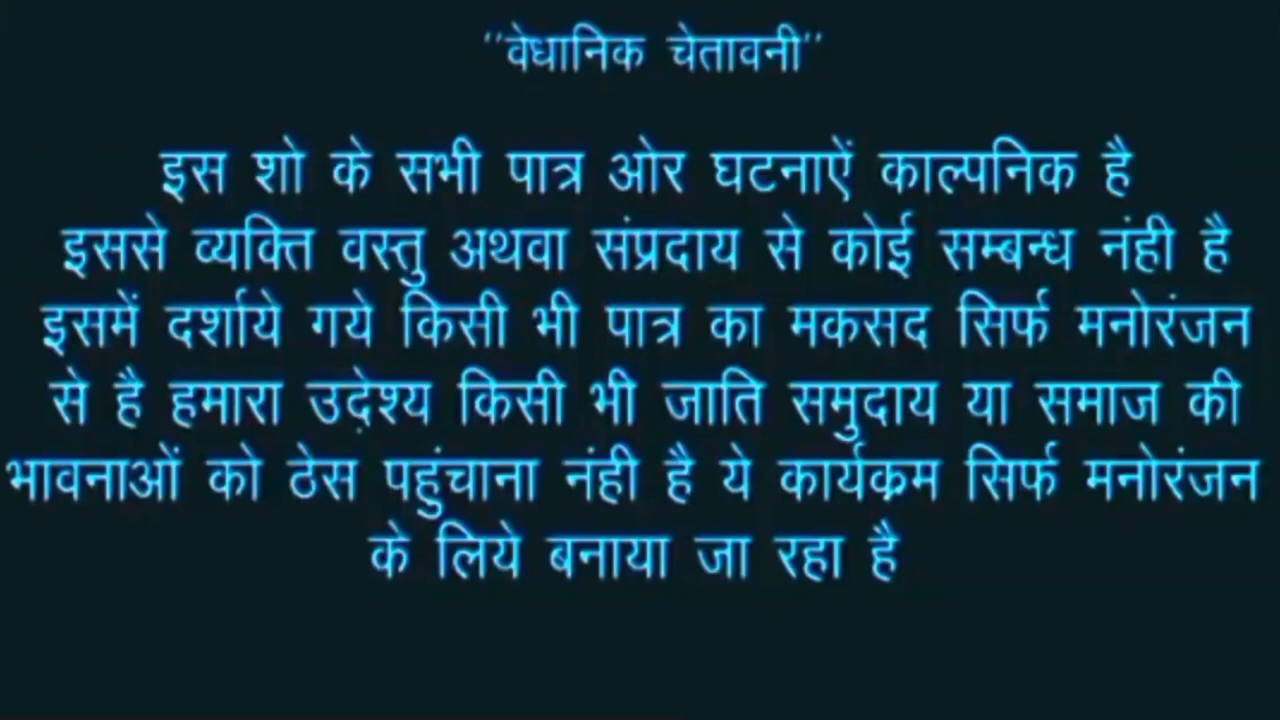 "वेधानिक चेतावनी"
इस शो के सभी पात्र ओर घटनाऐं काल्पनिक है
इससे व्यक्ति वस्तु अथवा संप्रदाय से कोई सम्बन्ध नंही है
इसमें दर्शाये गये किसी भी पात्र का मकसद सिर्फ मनोरंजन
से है हमारा उद़ेश्य किसी भी जाति समुदाय या समाज की
भावनाओं को ठेस पहुंचाना नंही है ये कार्यक्रम सिर्फ मनोरंजन
के लिये बनाया जा रहा है